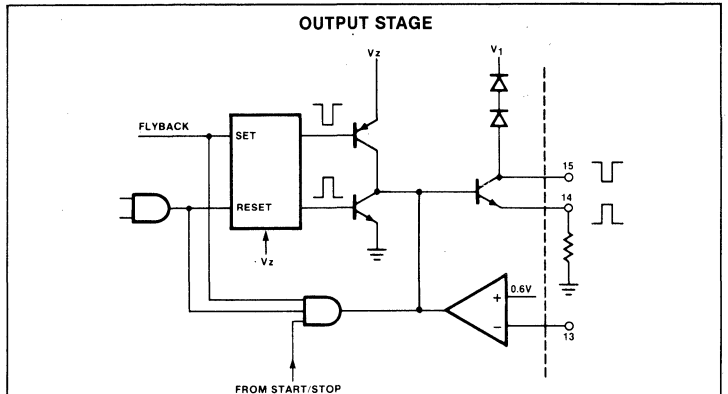 OUTPUT STAGE
Vz
V1
FLYBACK
SET
15
14
RESET
Vz
0.6V
+
−
13
FROM START/STOP